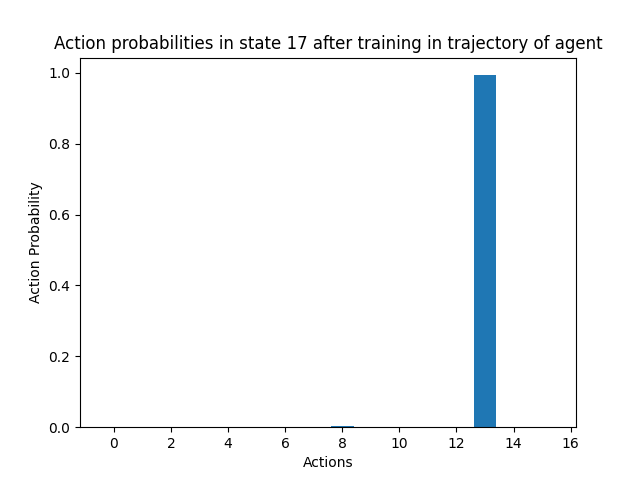 Action probabilities in state 17 after training in trajectory of agent
1.0
0.8
0.6
0.4
0.2
0.0
Action Probability
0 2 4 6 8 10 12 14 16
Actions